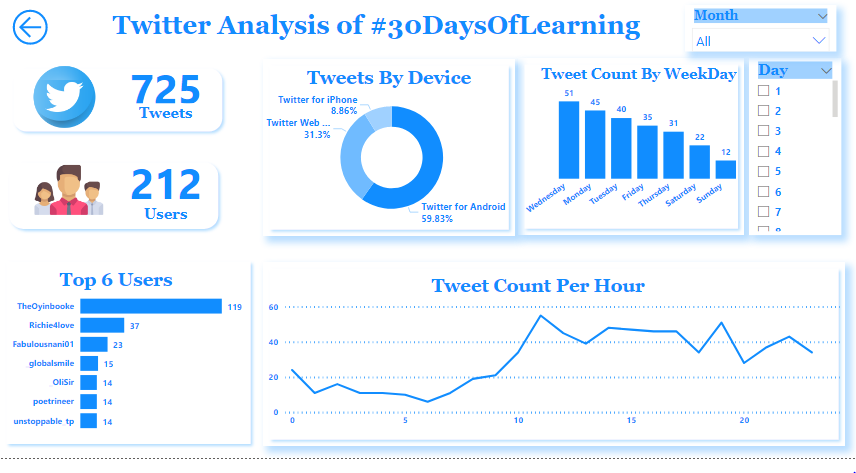 Twitter Analysis of #30DaysOfLearning
Month
All
725
Tweets
212
Users
Tweets By Device
Twitter for iPhone
8.86%
Twitter Web ...
31.3%
Twitter for Android
59.83%
Tweet Count By WeekDay
51
45
40
35
31
22
12
Wednesday
Monday
Tuesday
Friday
Thursday
Saturday
Sunday
Day
1
2
3
4
5
6
7
Top 6 Users
TheOyinbooke 119
Richie4love 37
Fabulousnani01 23
globalsmile 15
OliSir 14
poetrineer 14
unstoppable_tp 14
Tweet Count Per Hour
60
40
20
0
0 5 10 15 20